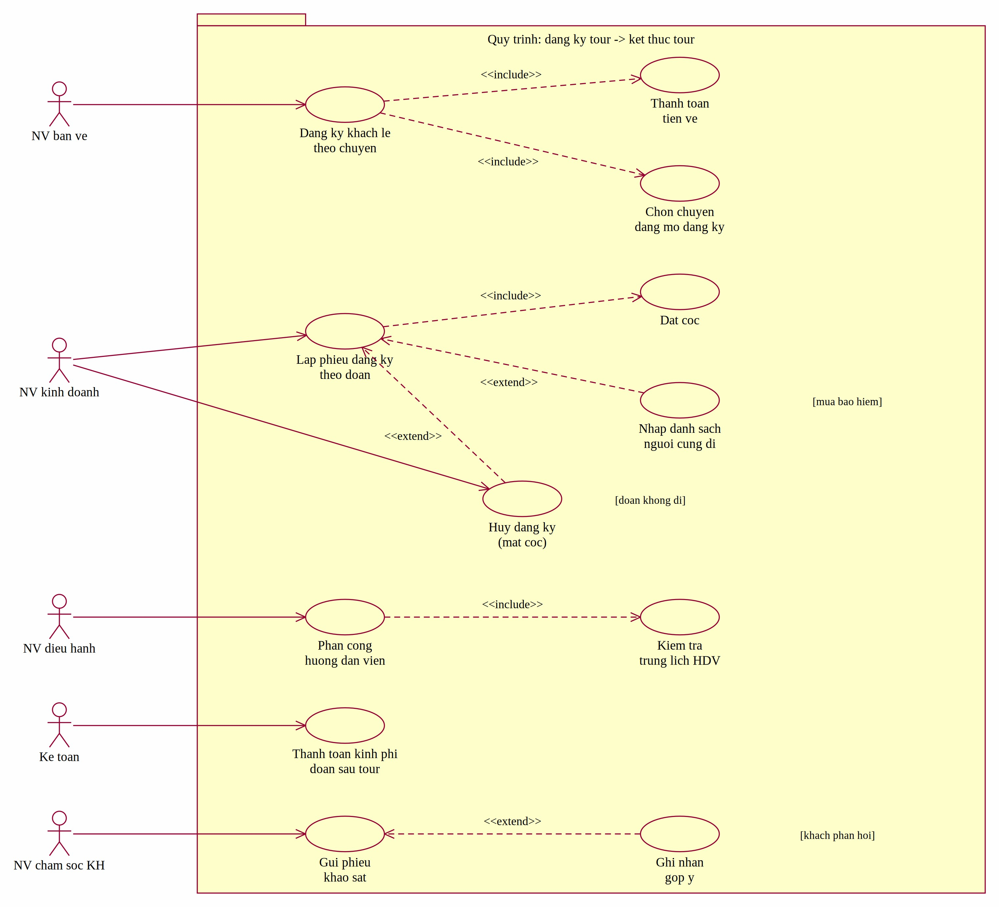 Quy trinh: dang ky tour -> ket thuc tour
<<include>>
Thanh toan
tien ve
NV ban ve
Dang ky khach le
theo chuyen
<<include>>
Chon chuyen
dang mo dang ky
<<include>>
Dat coc
NV kinh doanh
Lap phieu dang ky
theo doan
<<extend>>
Nhap danh sach
nguoi cung di
[mua bao hiem]
<<extend>>
Huy dang ky
(mat coc)
[doan khong di]
NV dieu hanh
Phan cong
huong dan vien
<<include>>
Kiem tra
trung lich HDV
Ke toan
Thanh toan kinh phi
doan sau tour
NV cham soc KH
Gui phieu
khao sat
<<extend>>
Ghi nhan
gop y
[khach phan hoi]